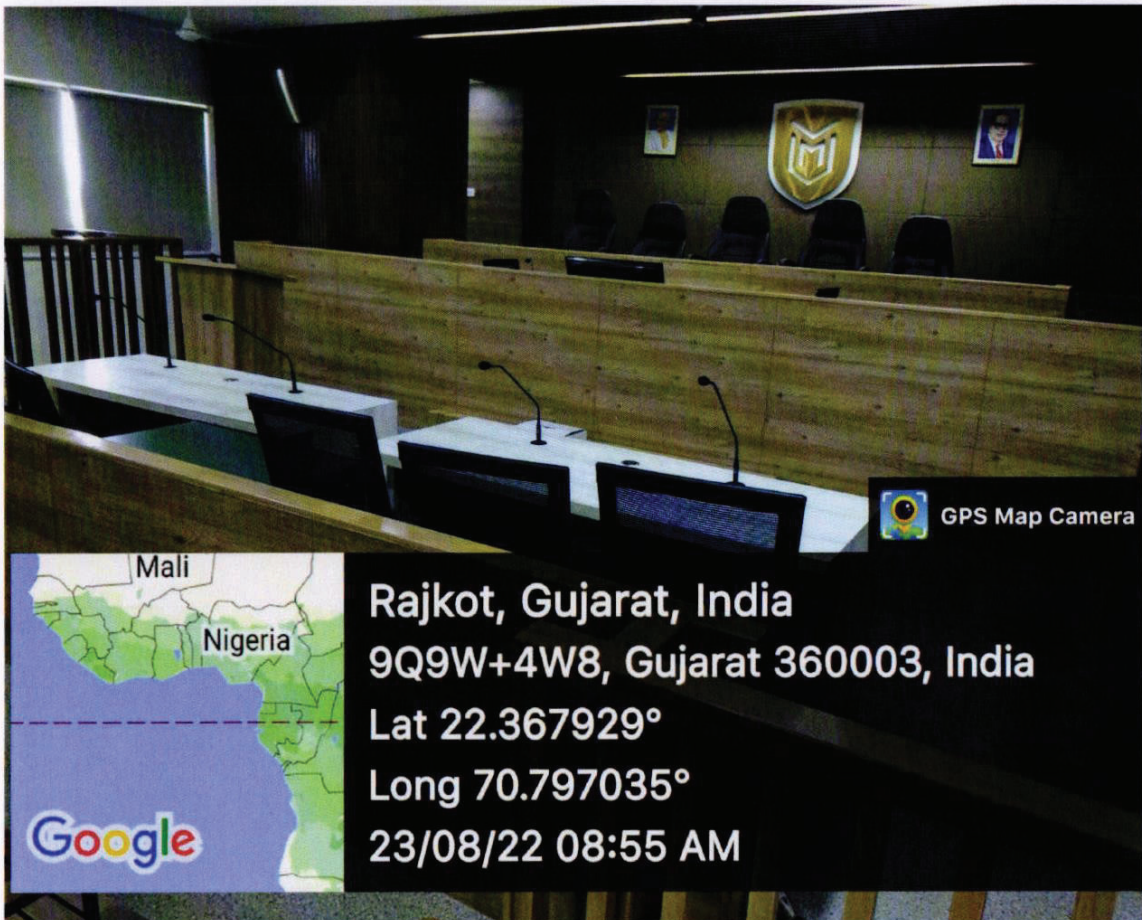 GPS Map Camera
Mali
Nigeria
Google
Rajkot, Gujarat, India
9Q9W+4W8, Gujarat 360003, India
Lat 22.367929°
Long 70.797035°
23/08/22 08:55 AM